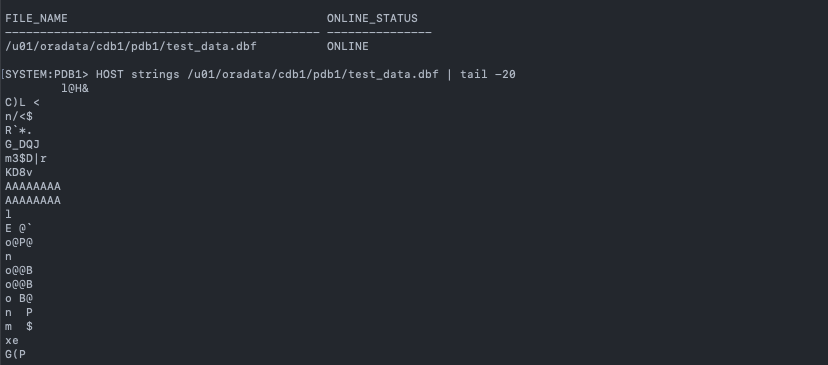 FILE_NAME ONLINE_STATUS
------------------------------------------- ---------------
/u01/oradata/cdb1/pdb1/test_data.dbf ONLINE
[SYSTEM:PDB1> HOST strings /u01/oradata/cdb1/pdb1/test_data.dbf | tail -20
l@H&
C)L <
n/<$
R`*.
G_DQJ
m3$D|r
KD8v
AAAAAAAA
AAAAAAAA
l
E @`
o@P@
n
o@@B
o@@B
o B@
n  P
m  $
xe
G(P